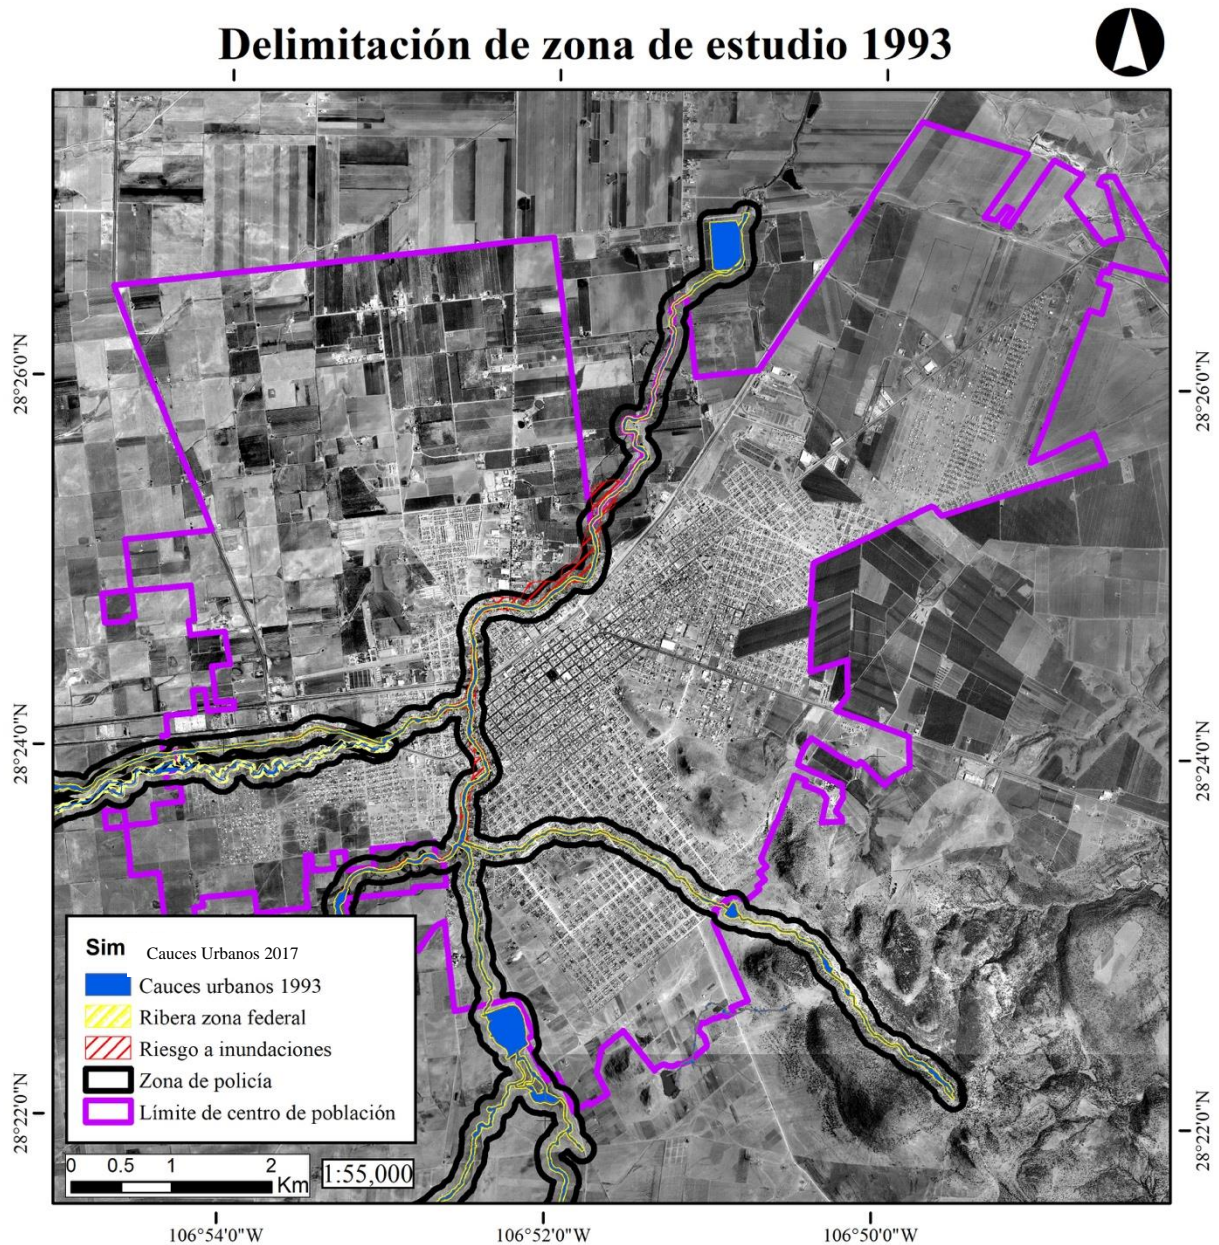 Delimitación de zona de estudio 1993
28°26'0"N
28°26'0"N
28°24'0"N
28°24'0"N
28°22'0"N
28°22'0"N
Sim Cauces Urbanos 2017
Cauces urbanos 1993
Ribera zona federal
Riesgo a inundaciones
Zona de policía
Límite de centro de población
0 0.5 1 2
Km
1:55,000
106°54'0"W 106°52'0"W 106°50'0"W